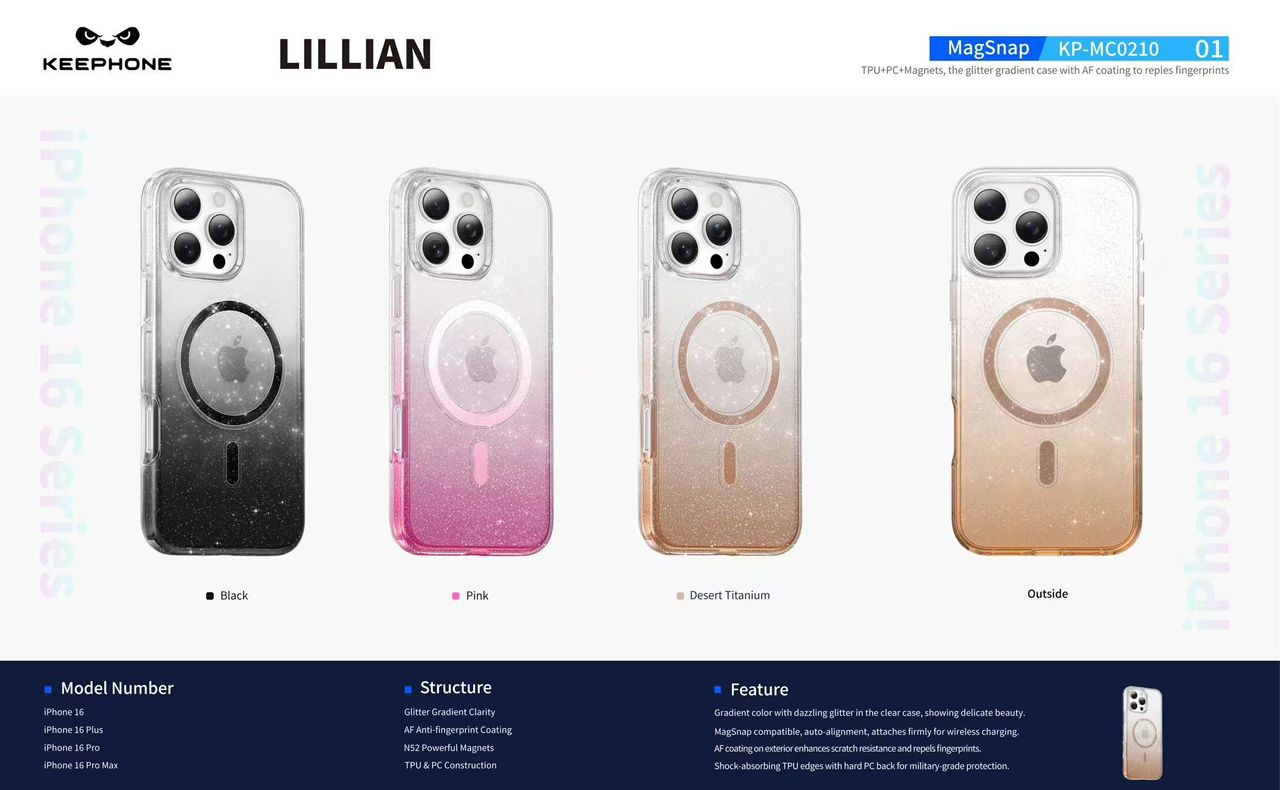 KEEPHONE
LILLIAN
MagSnap KP-MC0210 01
TPU+PC+Magnets, the glitter gradient case with AF coating to reples fingerprints
iPhone 16 Series
iPhone 16 Series
Black
Pink
Desert Titanium
Outside
Model Number
iPhone 16
iPhone 16 Plus
iPhone 16 Pro
iPhone 16 Pro Max
Structure
Glitter Gradient Clarity
AF Anti-fingerprint Coating
N52 Powerful Magnets
TPU & PC Construction
Feature
Gradient color with dazzling glitter in the clear case, showing delicate beauty.
MagSnap compatible, auto-alignment, attaches firmly for wireless charging.
AF coating on exterior enhances scratch resistance and repels fingerprints.
Shock-absorbing TPU edges with hard PC back for military-grade protection.